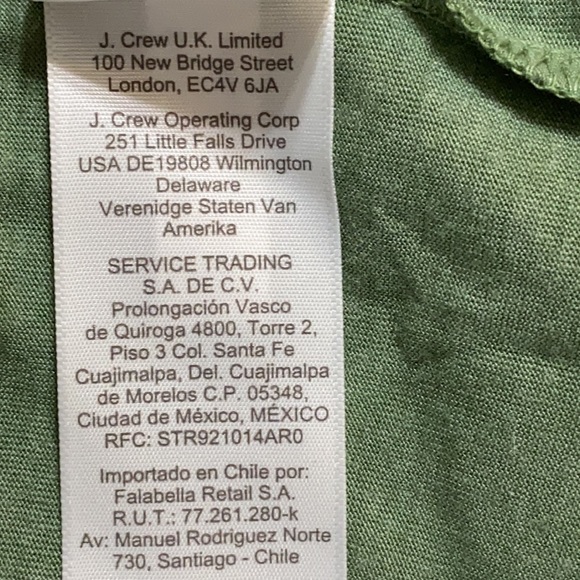 J. Crew U.K. Limited
100 New Bridge Street
London, EC4V 6JA
J. Crew Operating Corp
251 Little Falls Drive
USA DE19808 Wilmington
Delaware
Verenidge Staten Van
Amerika
SERVICE TRADING
S.A. DE C.V.
Prolongación Vasco
de Quiroga 4800, Torre 2,
Piso 3 Col. Santa Fe
Cuajimalpa, Del. Cuajimalpa
de Morelos C.P. 05348,
Ciudad de México, MÉXICO
RFC: STR921014AR0
Importado en Chile por:
Falabella Retail S.A.
R.U.T.: 77.261.280-k
Av: Manuel Rodriguez Norte
730, Santiago - Chile